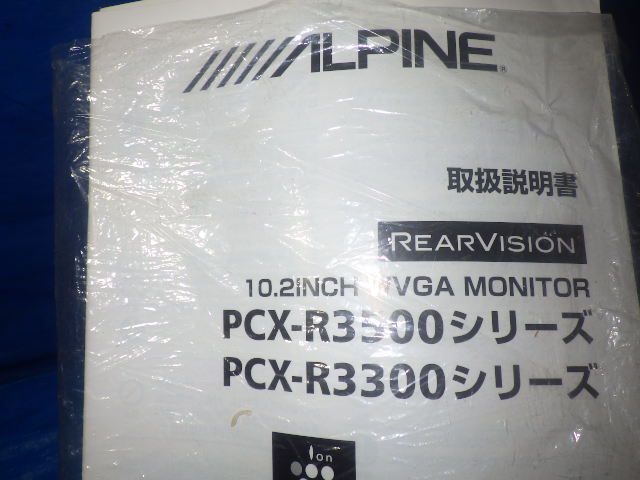 ALPINE®
取扱説明書
REARVISION
10.2INCH WVGA MONITOR
PCX-R3500シリーズ
PCX-R3300シリーズ
Ion